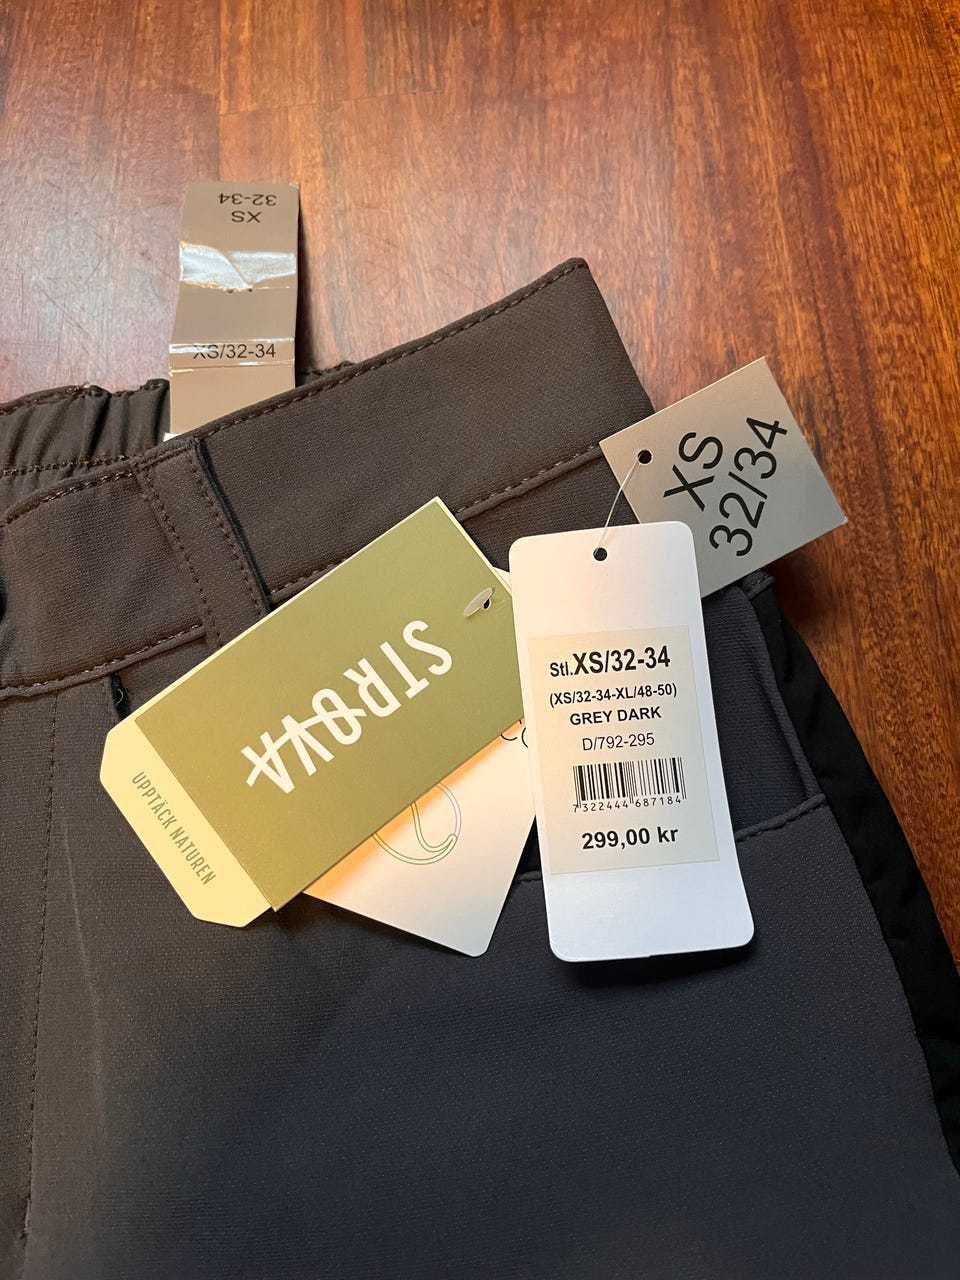 XS
32-34
XS/32-34
XS
32/34
STRØVA
UPPTÄCK NATUREN
Stl.XS/32-34
(XS/32-34-XL/48-50)
GREY DARK
D/792-295
7322444687184
299,00 kr